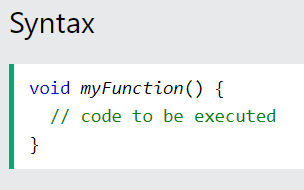 Syntax
void myFunction() {
  // code to be executed
}